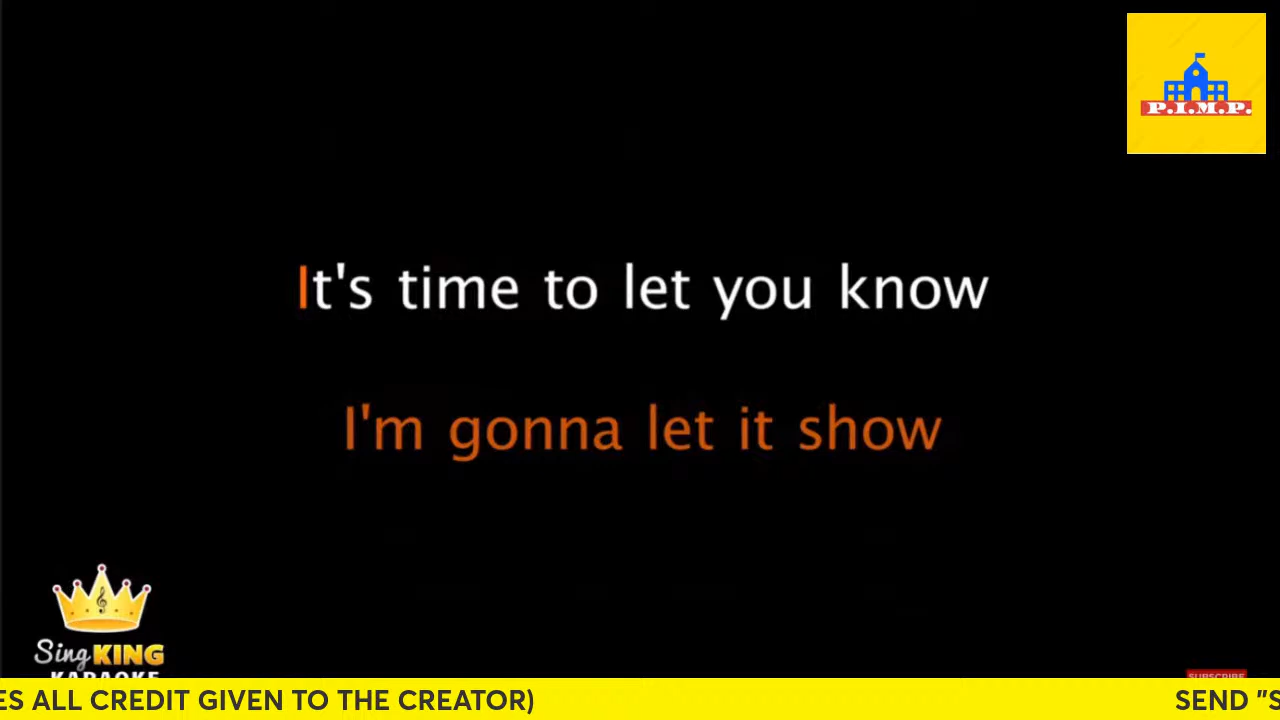 P.I.M.P.
It's time to let you know
I'm gonna let it show
Sing KING
KARAOKE
SUBSCRIBE
ES ALL CREDIT GIVEN TO THE CREATOR)
SEND "S